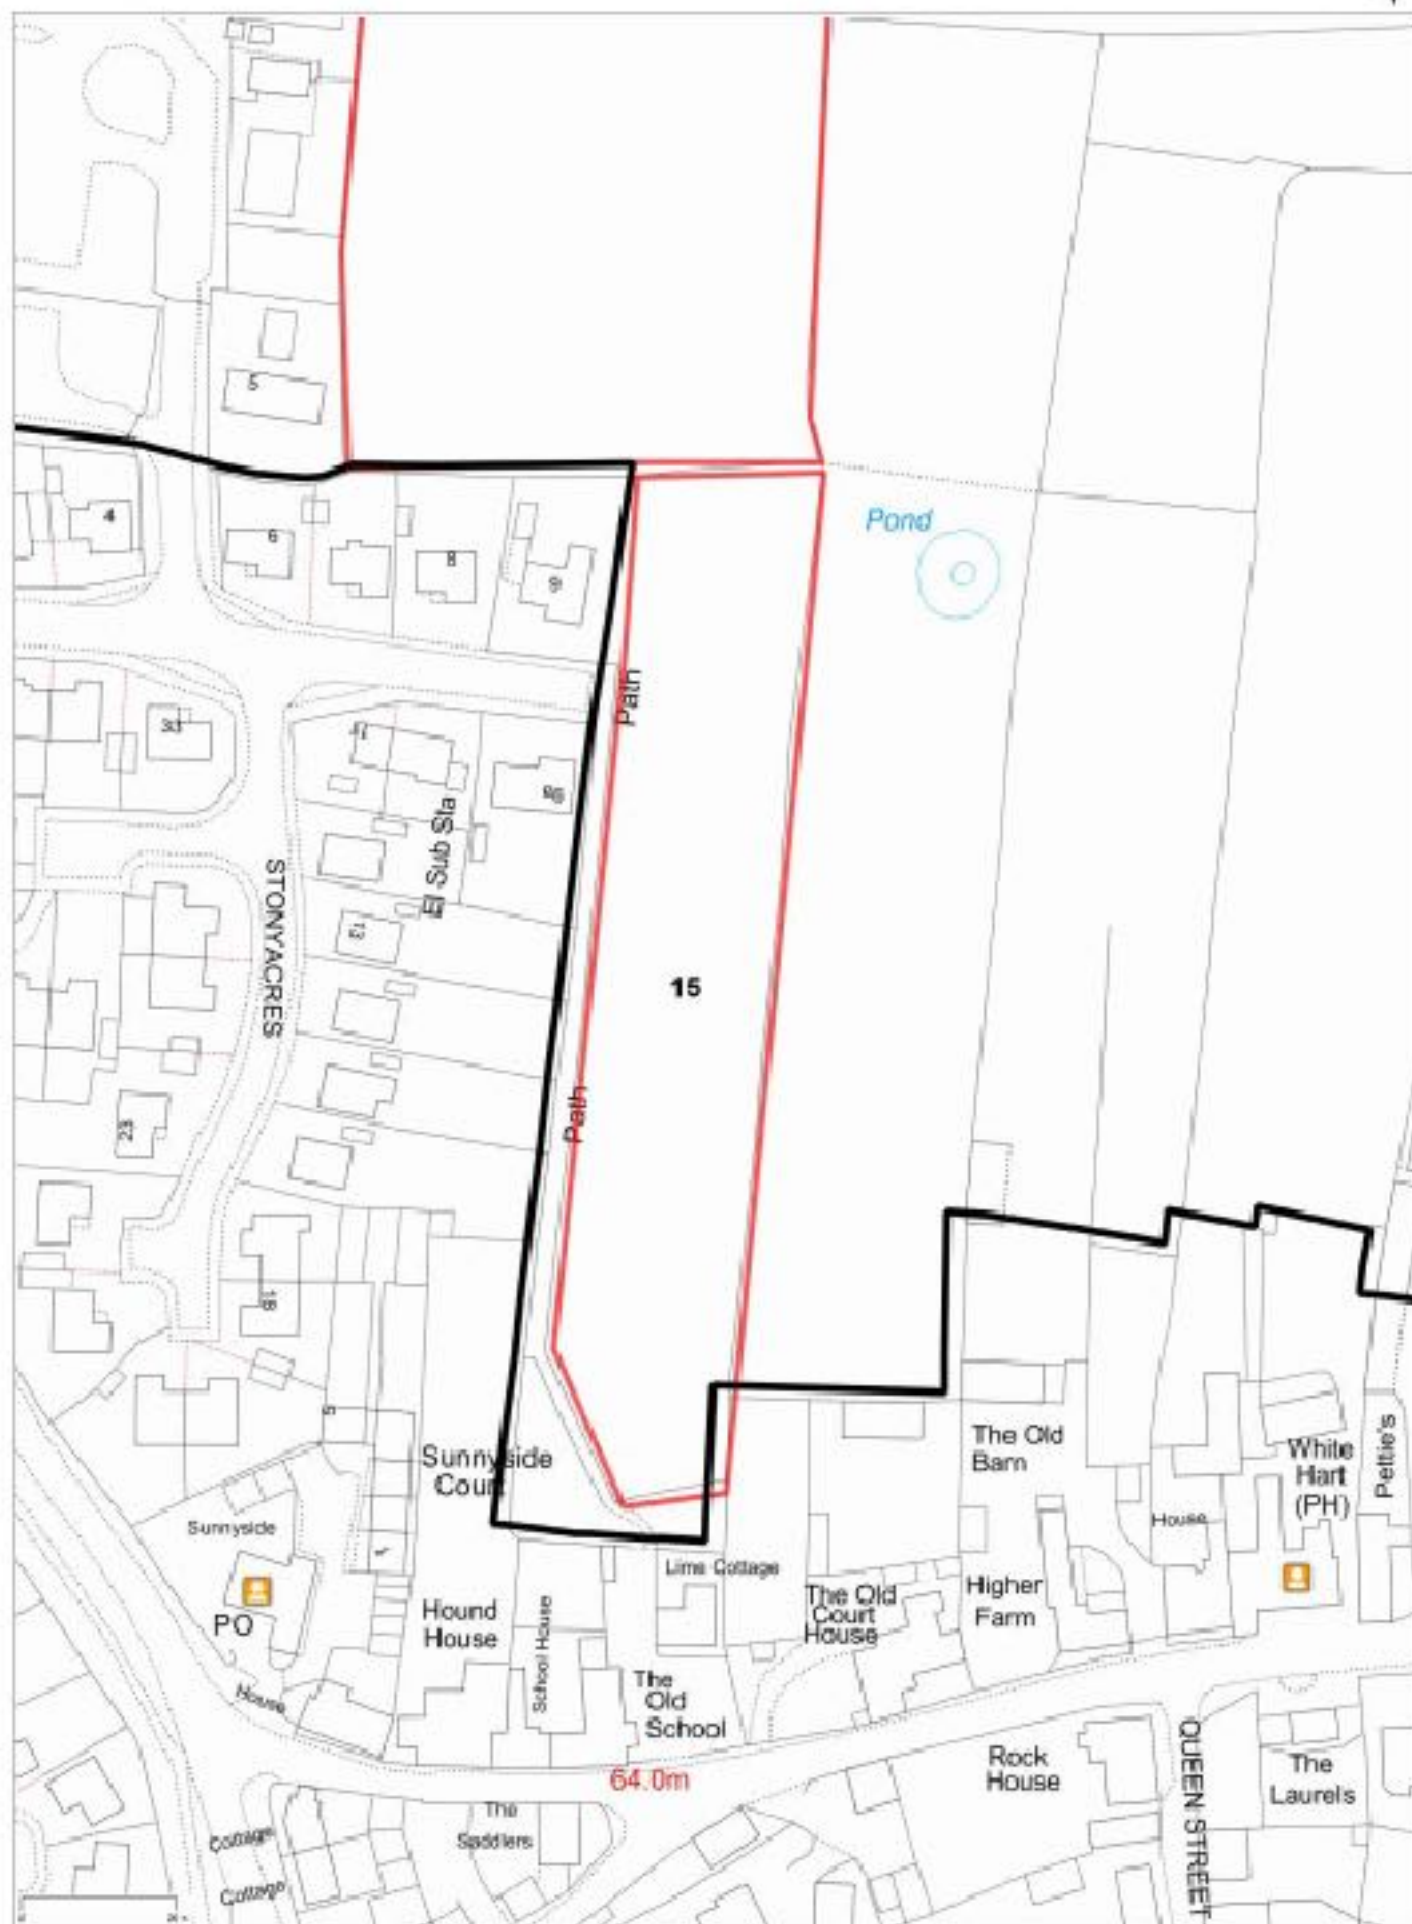 5
4
6
8
9
Pond
Path
El Sub Sta
STONYACRES
13
15
Path
23
18
5
Sunnyside
Court
Sunnyside
PO
Hound
House
School House
Lime Cottage
The
Old
School
The Old
Court
House
The Old
Barn
Higher
Farm
House
White
Hart
(PH)
Pettie's
House
64.0m
Rock
House
QUEEN STREET
The
Laurels
The
Saddlers
Cottage
Cottage